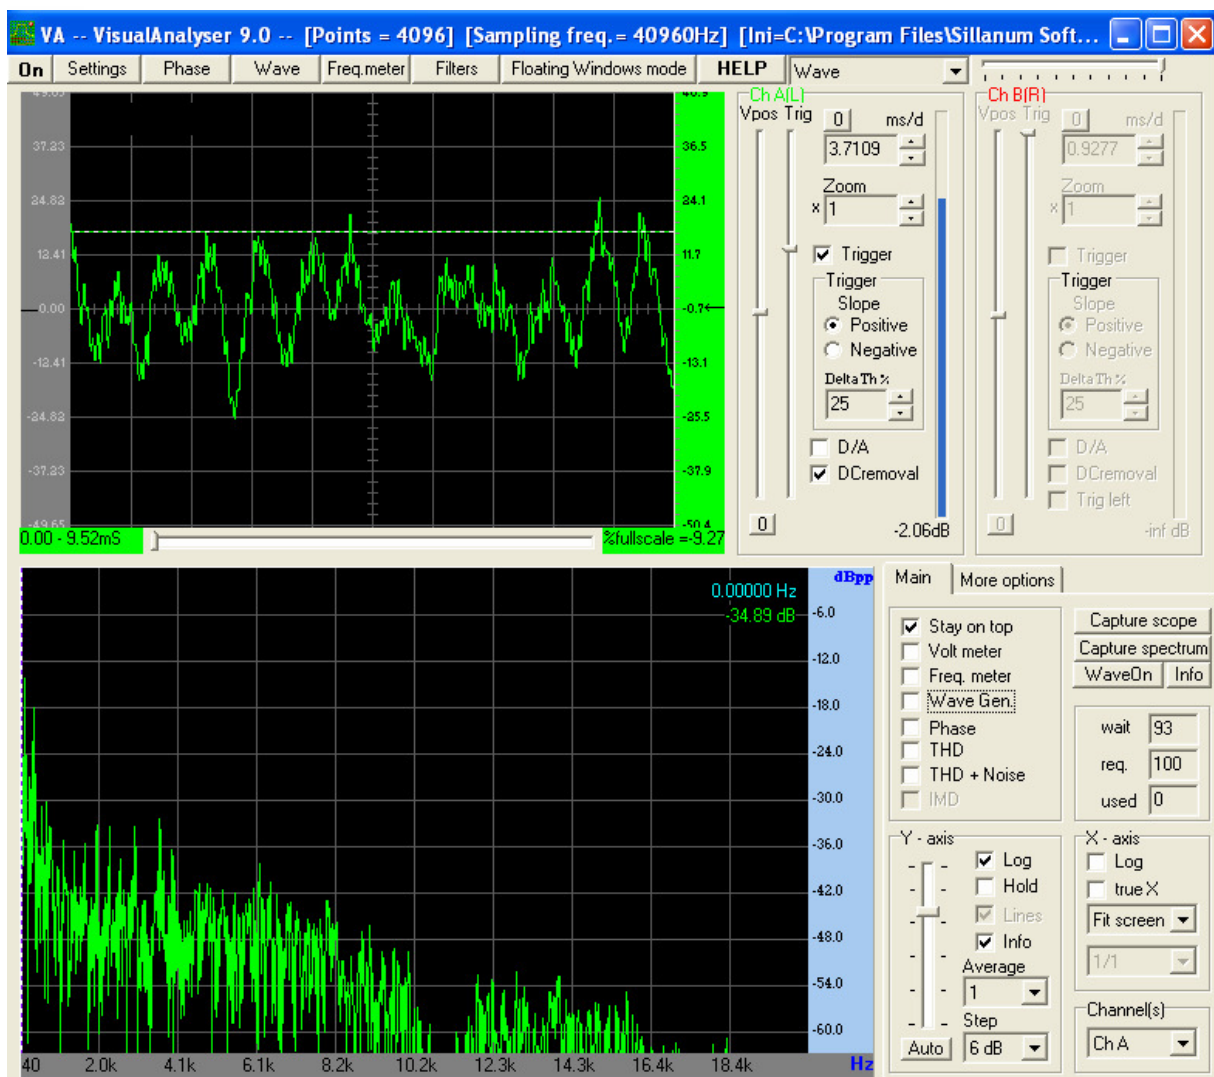 VA -- VisualAnalyser 9.0 -- [Points = 4096] [Sampling freq.= 40960Hz] [Ini=C:\Program Files\Sillanum Soft...
On Settings Phase Wave Freq.meter Filters Floating Windows mode HELP Wave
49.65 48.9
37.23 36.5
24.82 24.1
12.41 11.7
-0.00 -0.74
-12.41 -13.1
-24.82 -25.5
-37.23 -37.9
-49.65 -50.4
0.00 - 9.52mS %fullscale =-9.27
Ch A(L)
Vpos Trig 0 ms/d
3.7109
Zoom
x 1
Trigger
Trigger
Slope
Positive
Negative
Delta Th %
25
D/A
DCremoval
0 -2.06dB
Ch B(R)
Vpos Trig 0 ms/d
0.9277
Zoom
x 1
Trigger
Trigger
Slope
Positive
Negative
Delta Th %
25
D/A
DCremoval
Trig left
0 -inf dB
dBpp
0.00000 Hz
-34.89 dB
-6.0
-12.0
-18.0
-24.0
-30.0
-36.0
-42.0
-48.0
-54.0
-60.0
40 2.0k 4.1k 6.1k 8.2k 10.2k 12.3k 14.3k 16.4k 18.4k Hz
Main More options
Stay on top
Volt meter
Freq. meter
Wave Gen.
Phase
THD
THD + Noise
IMD
Capture scope
Capture spectrum
WaveOn Info
wait 93
req. 100
used 0
Y - axis
Log
Hold
Lines
Info
Average
1
Step
Auto 6 dB
X - axis
Log
true X
Fit screen
1/1
Channel(s)
Ch A